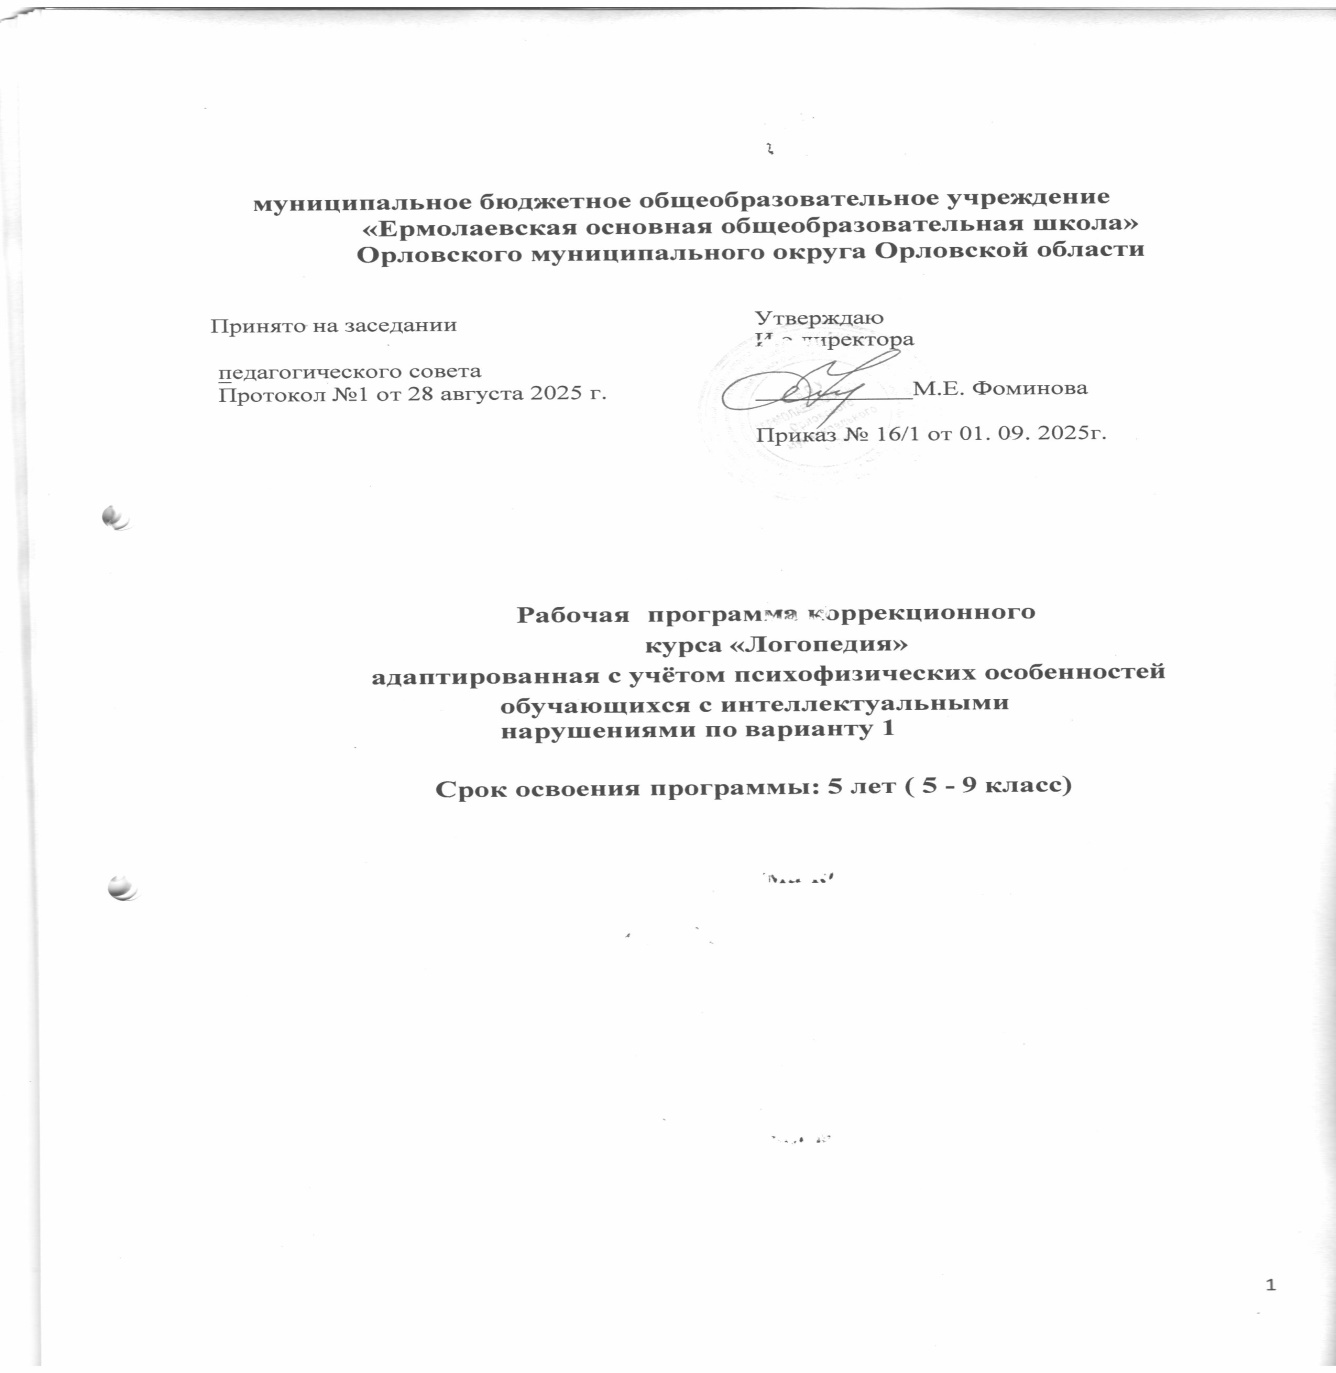 муниципальное бюджетное общеобразовательное учреждение
«Ермолаевская основная общеобразовательная школа»
Орловского муниципального округа Орловской области
Принято на заседании
педагогического совета
Протокол №1 от 28 августа 2025 г.
Утверждаю
директора
М.Е. Фоминова
Приказ № 16/1 от 01. 09. 2025г.
Рабочая программа коррекционного
курса «Логопедия»
адаптированная с учётом психофизических особенностей
обучающихся с интеллектуальными
нарушениями по варианту 1
Срок освоения программы: 5 лет ( 5 - 9 класс)
1